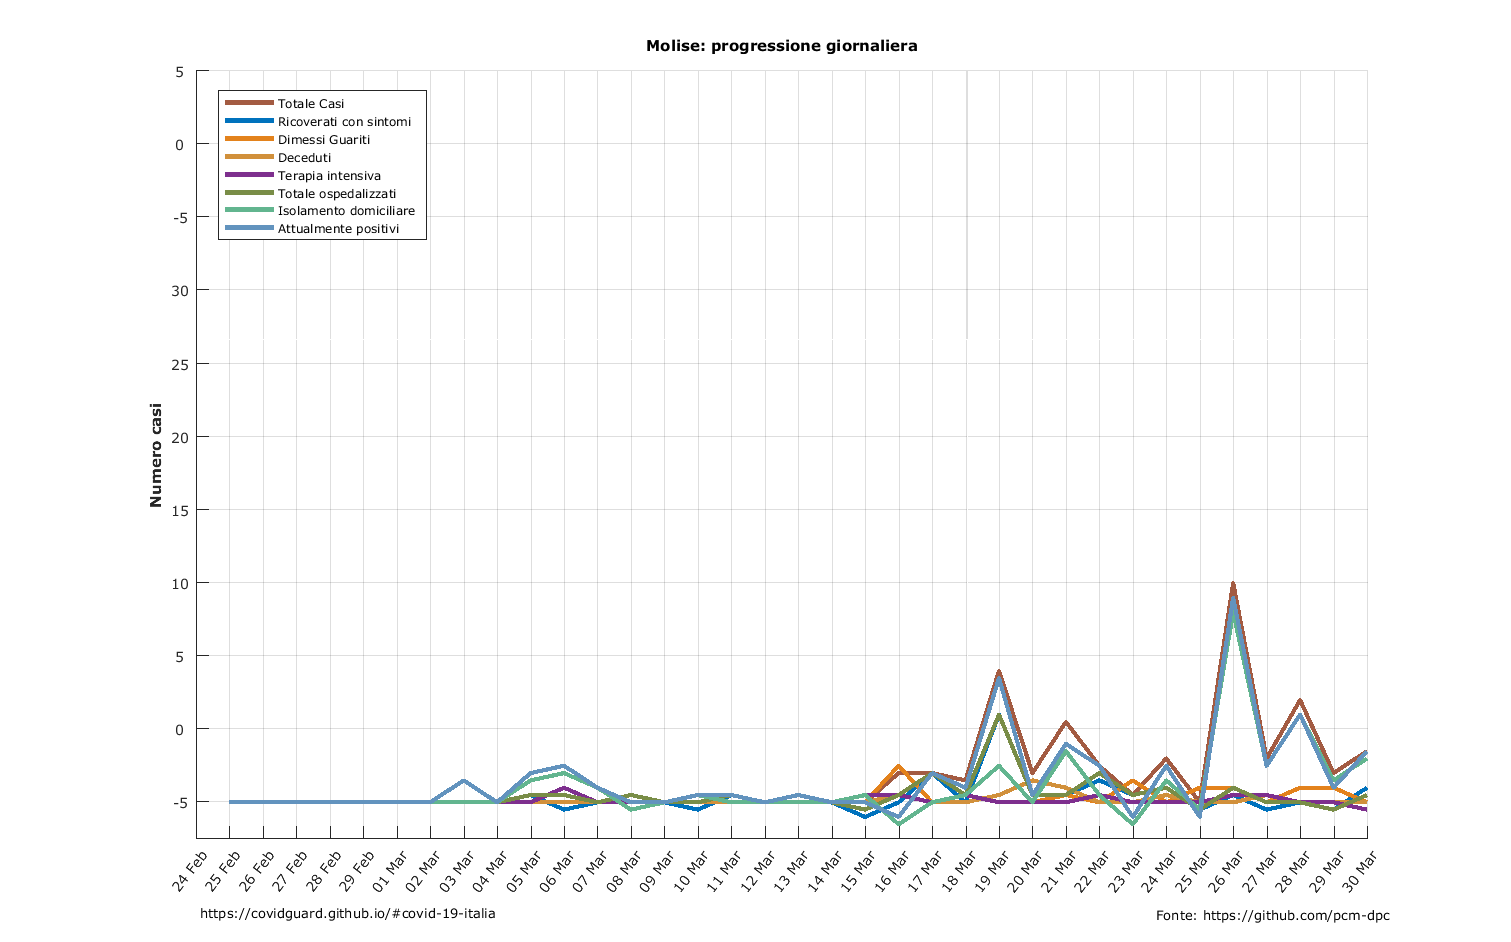 Molise: progressione giornaliera
5
0
-5
30
25
20
15
10
5
0
-5
Numero casi
Totale Casi
Ricoverati con sintomi
Dimessi Guariti
Deceduti
Terapia intensiva
Totale ospedalizzati
Isolamento domiciliare
Attualmente positivi
24 Feb
25 Feb
26 Feb
27 Feb
28 Feb
29 Feb
01 Mar
02 Mar
03 Mar
04 Mar
05 Mar
06 Mar
07 Mar
08 Mar
09 Mar
10 Mar
11 Mar
12 Mar
13 Mar
14 Mar
15 Mar
16 Mar
17 Mar
18 Mar
19 Mar
20 Mar
21 Mar
22 Mar
23 Mar
24 Mar
25 Mar
26 Mar
27 Mar
28 Mar
29 Mar
30 Mar
https://covidguard.github.io/#covid-19-italia
Fonte: https://github.com/pcm-dpc